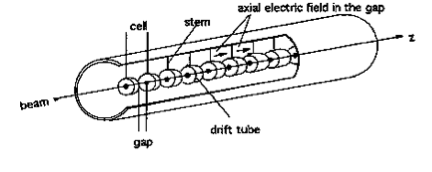 axial electric field in the gap
cell
stem
z
beam
drift tube
gap